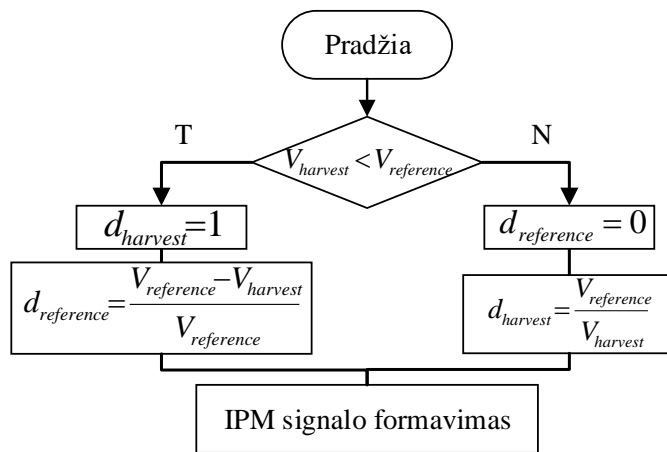 Pradžia
T
N
V_harvest < V_reference
d_harvest=1
d_reference = 0
d_reference = (V_reference − V_harvest) / V_reference
d_harvest = V_reference / V_harvest
IPM signalo formavimas